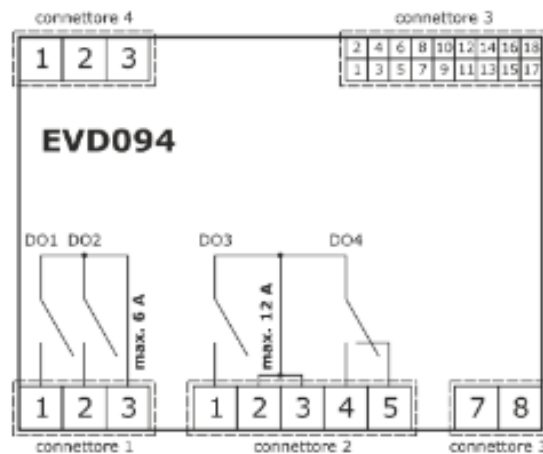 connettore 4
connettore 3
1 2 3
2 4 6 8 10 12 14 16 18
1 3 5 7 9 11 13 15 17
EVD094
DO1 DO2 DO3 DO4
max. 6 A
max. 12 A
1 2 3
1 2 3 4 5
7 8
connettore 1
connettore 2
connettore 1